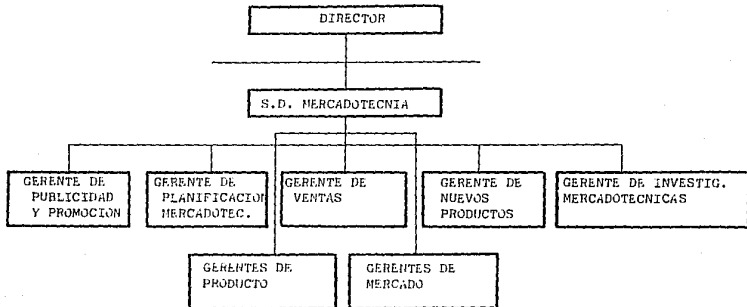 DIRECTOR
S.D. MERCADOTECNIA
GERENTE DE
PUBLICIDAD
Y PROMOCION
GERENTE DE
PLANIFICACION
MERCADOTEC.
GERENTE DE
VENTAS
GERENTE DE
NUEVOS
PRODUCTOS
GERENTE DE INVESTIG.
MERCADOTECNICAS
GERENTES DE
PRODUCTO
GERENTES DE
MERCADO